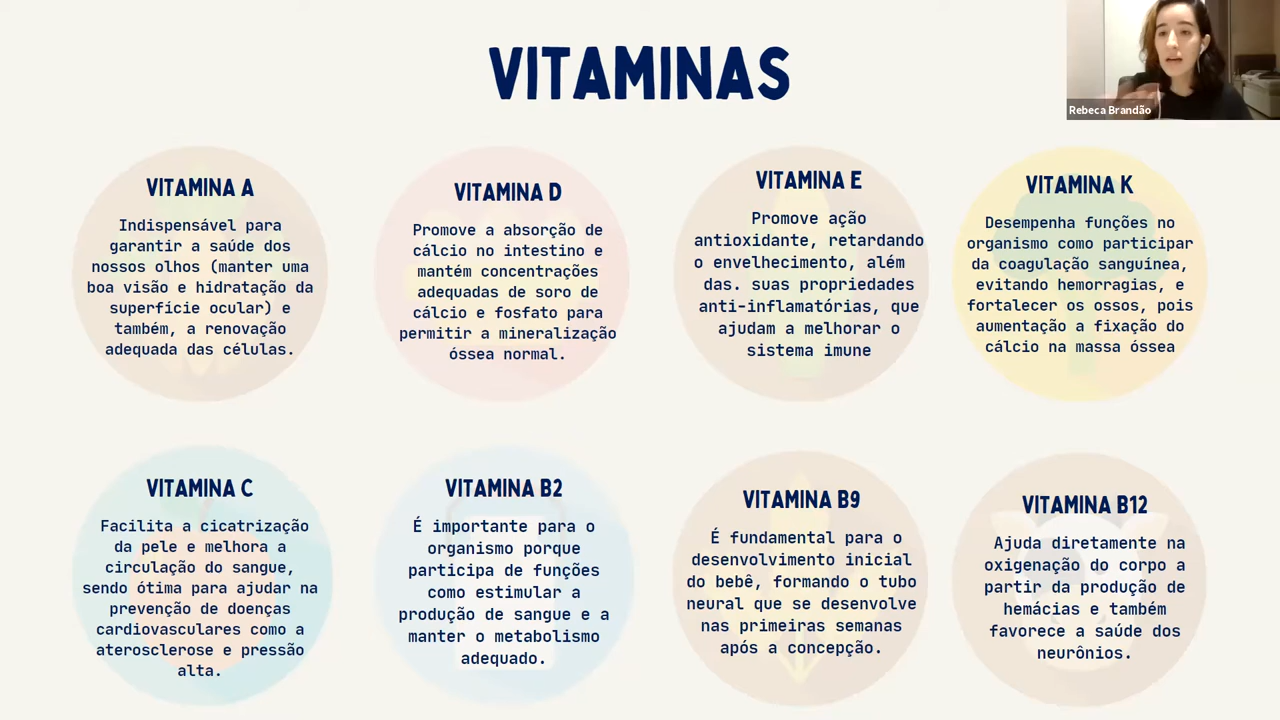 VITAMINAS
Rebeca Brandão
VITAMINA A
Indispensável para
garantir a saúde dos
nossos olhos (manter uma
boa visão e hidratação da
superfície ocular) e
também, a renovação
adequada das células.
VITAMINA D
Promove a absorção de
cálcio no intestino e
mantém concentrações
adequadas de soro de
cálcio e fosfato para
permitir a mineralização
óssea normal.
VITAMINA E
Promove ação
antioxidante, retardando
o envelhecimento, além
das. suas propriedades
anti-inflamatórias, que
ajudam a melhorar o
sistema imune
VITAMINA K
Desempenha funções no
organismo como participar
da coagulação sanguínea,
evitando hemorragias, e
fortalecer os ossos, pois
aumentação a fixação do
cálcio na massa óssea
VITAMINA C
Facilita a cicatrização
da pele e melhora a
circulação do sangue,
sendo ótima para ajudar na
prevenção de doenças
cardiovasculares como a
aterosclerose e pressão
alta.
VITAMINA B2
É importante para o
organismo porque
participa de funções
como estimular a
produção de sangue e a
manter o metabolismo
adequado.
VITAMINA B9
É fundamental para o
desenvolvimento inicial
do bebê, formando o tubo
neural que se desenvolve
nas primeiras semanas
após a concepção.
VITAMINA B12
Ajuda diretamente na
oxigenação do corpo a
partir da produção de
hemácias e também
favorece a saúde dos
neurônios.